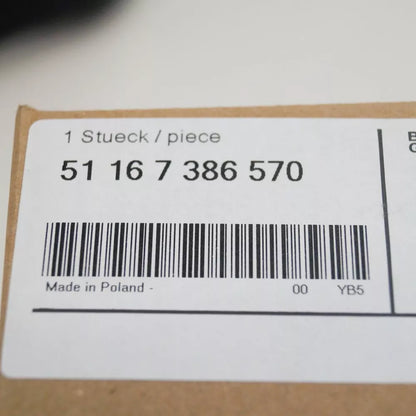 1 Stueck / piece
51 16 7 386 570
Made in Poland - 00 YB5